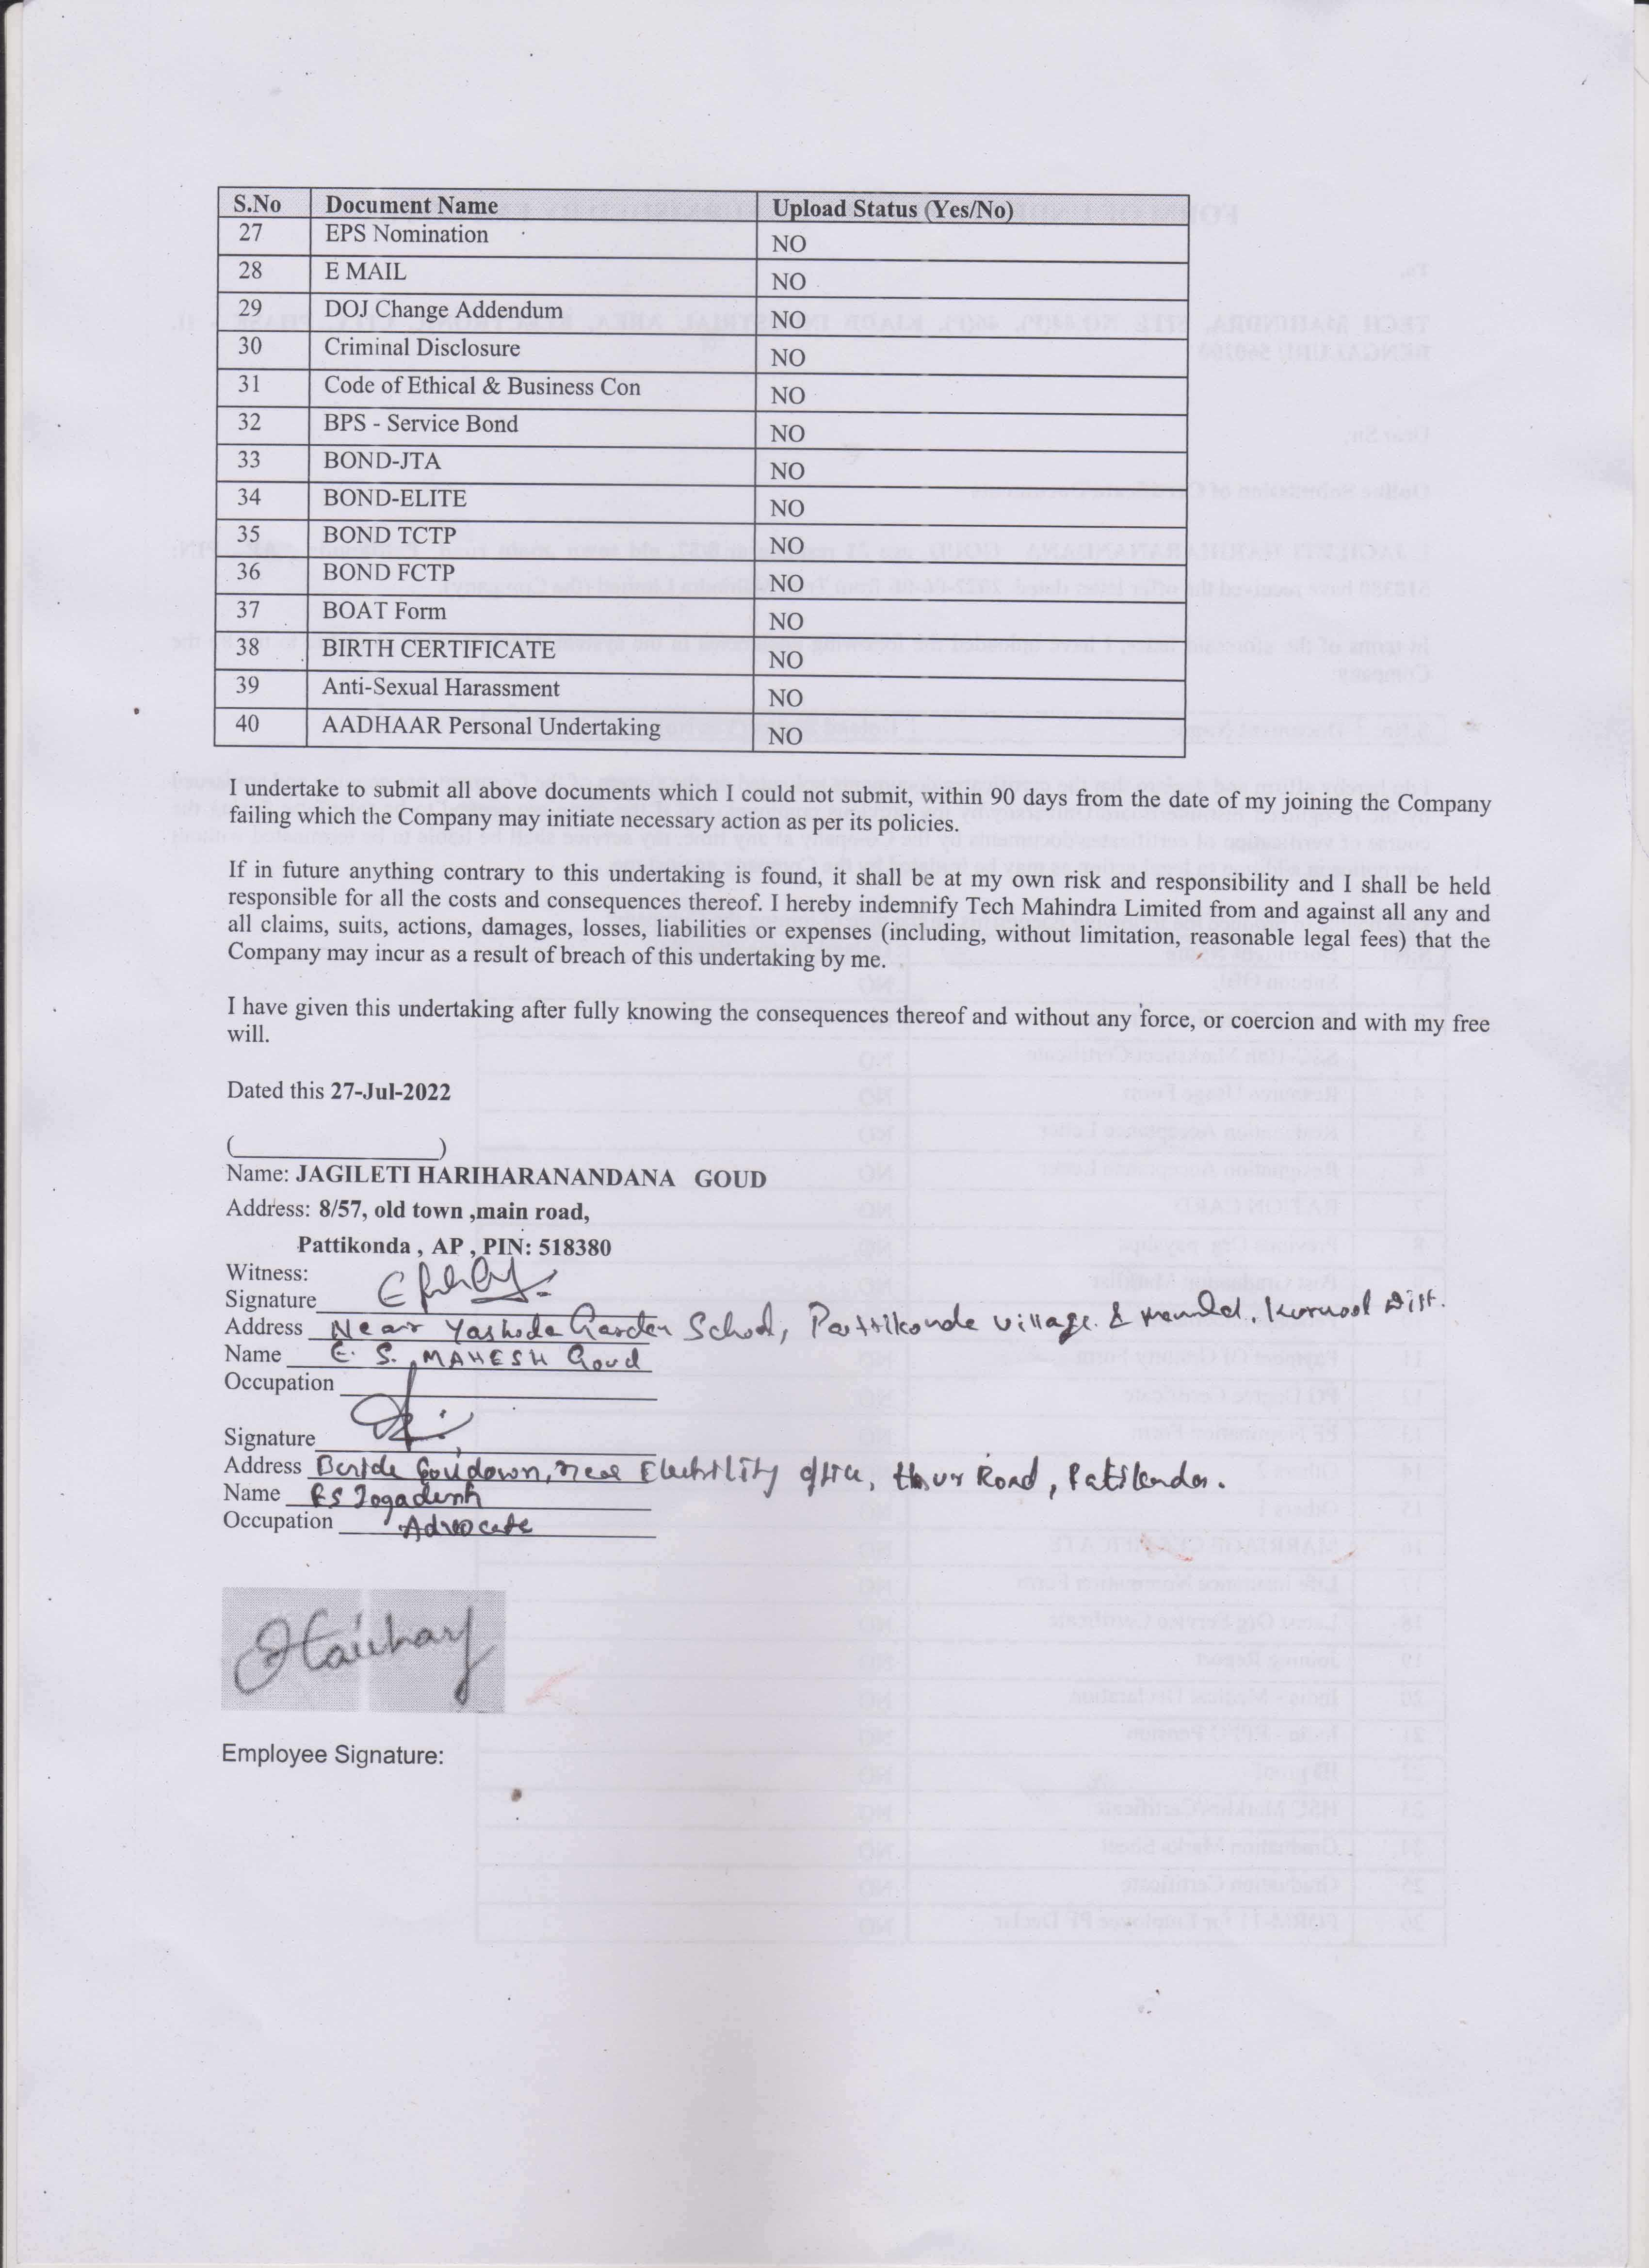 S.No Document Name Upload Status (Yes/No)
27 EPS Nomination NO
28 E MAIL NO
29 DOJ Change Addendum NO
30 Criminal Disclosure NO
31 Code of Ethical & Business Con NO
32 BPS - Service Bond NO
33 BOND-JTA NO
34 BOND-ELITE NO
35 BOND TCTP NO
36 BOND FCTP NO
37 BOAT Form NO
38 BIRTH CERTIFICATE NO
39 Anti-Sexual Harassment NO
40 AADHAAR Personal Undertaking NO
I undertake to submit all above documents which I could not submit, within 90 days from the date of my joining the Company
failing which the Company may initiate necessary action as per its policies.
If in future anything contrary to this undertaking is found, it shall be at my own risk and responsibility and I shall be held
responsible for all the costs and consequences thereof. I hereby indemnify Tech Mahindra Limited from and against all any and
all claims, suits, actions, damages, losses, liabilities or expenses (including, without limitation, reasonable legal fees) that the
Company may incur as a result of breach of this undertaking by me.
I have given this undertaking after fully knowing the consequences thereof and without any force, or coercion and with my free
will.
Dated this 27-Jul-2022
(________________)
Name: JAGILETI HARIHARANANDANA GOUD
Address: 8/57, old town ,main road,
Pattikonda , AP , PIN: 518380
Witness:
Signature
Address Near Yashoda Garden School, Pattikonda village & Kurnool Dist.
Name E. S. MAHESH Goud
Occupation
Signature
Address Beside near Road,
Name
Occupation Advocate
Employee Signature: